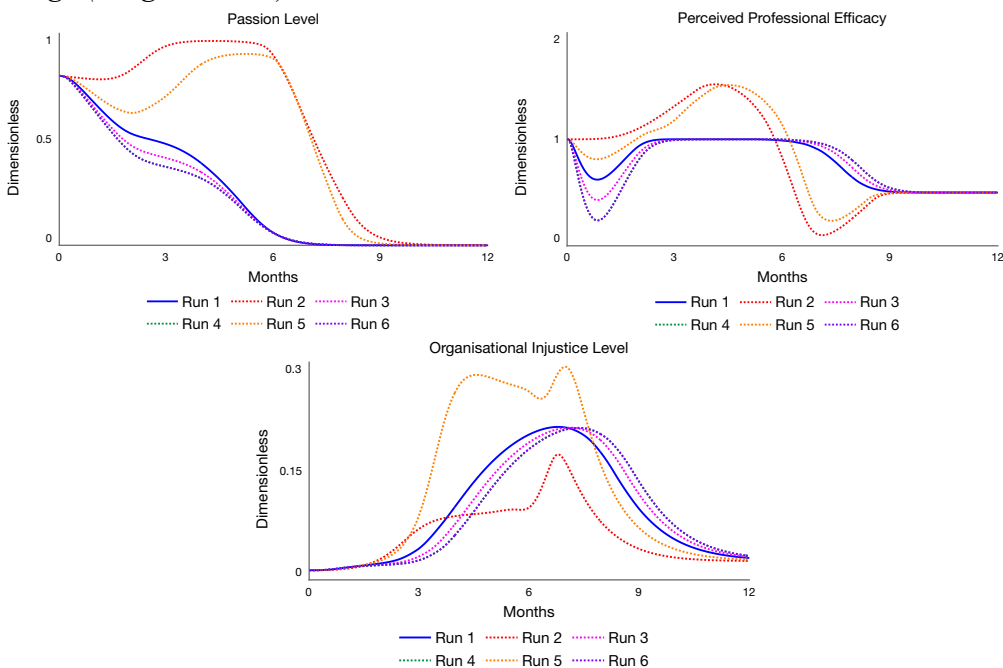 Passion Level
1
0.5
0
Dimensionless
0 3 6 9 12
Months
Run 1 Run 2 Run 3
Run 4 Run 5 Run 6
Perceived Professional Efficacy
2
1
0
Dimensionless
0 3 6 9 12
Months
Run 1 Run 2 Run 3
Run 4 Run 5 Run 6
Organisational Injustice Level
0.3
0.15
0
Dimensionless
0 3 6 9 12
Months
Run 1 Run 2 Run 3
Run 4 Run 5 Run 6